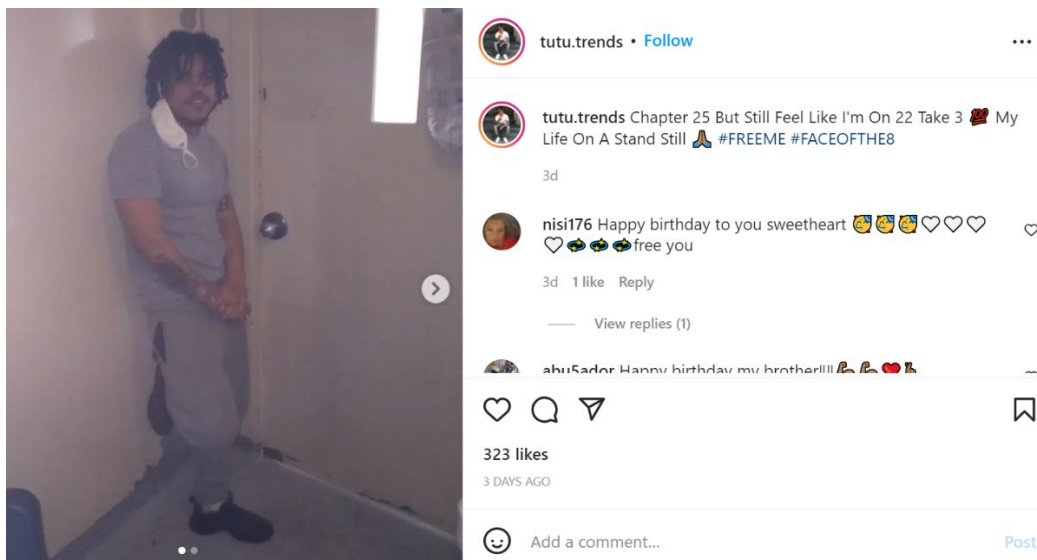 tutu.trends • Follow
tutu.trends Chapter 25 But Still Feel Like I'm On 22 Take 3 💯 My
Life On A Stand Still 🙏🏾 #FREEME #FACEOFTHE8
3d
nisi176 Happy birthday to you sweetheart 🥳🥳🥳🤍🤍🤍
🤍💫💫💫free you
3d 1 like Reply
View replies (1)
abu5ador Happy birthday my brother!!!!💪🏾💪🏾❤️🤞🏾
323 likes
3 DAYS AGO
Add a comment...
Post